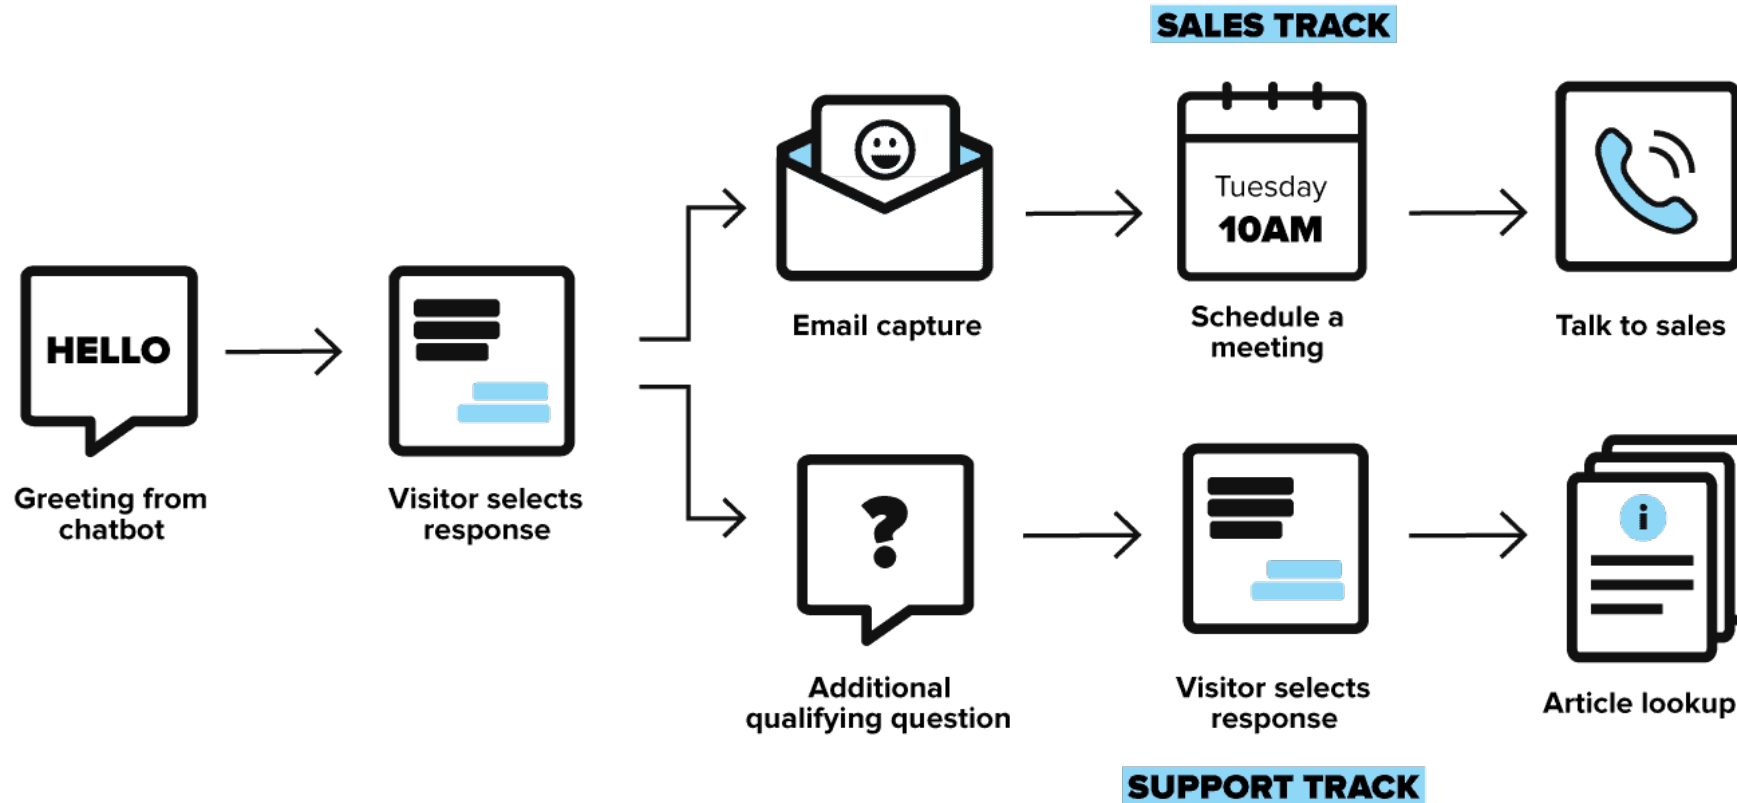 SALES TRACK
Tuesday
10AM
Email capture
Schedule a
meeting
Talk to sales
HELLO
Greeting from
chatbot
Visitor selects
response
?
i
Additional
qualifying question
Visitor selects
response
Article lookup
SUPPORT TRACK